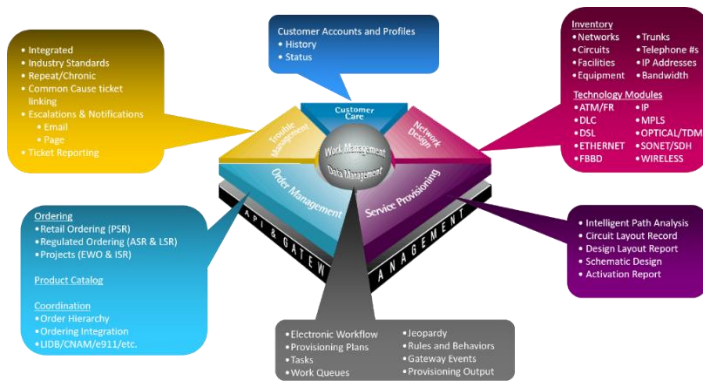 Customer Accounts and Profiles
• History
• Status
• Integrated
• Industry Standards
• Repeat/Chronic
• Common Cause ticket
linking
• Escalations & Notifications
• Email
• Page
• Ticket Reporting
Inventory
• Networks
• Circuits
• Facilities
• Equipment
• Trunks
• Telephone #s
• IP Addresses
• Bandwidth
Technology Modules
• ATM/FR
• DLC
• DSL
• ETHERNET
• FBBD
• IP
• MPLS
• OPTICAL/TDM
• SONET/SDH
• WIRELESS
Customer
Care
Trouble
Management
Network
Design
Work Management
Data Management
Order Management
Service Provisioning
API & GATEW
ANAGEMENT
Ordering
• Retail Ordering (PSR)
• Regulated Ordering (ASR & LSR)
• Projects (EWO & ISR)
Product Catalog
Coordination
• Order Hierarchy
• Ordering Integration
• LIDB/CNAM/e911/etc.
• Intelligent Path Analysis
• Circuit Layout Record
• Design Layout Report
• Schematic Design
• Activation Report
• Electronic Workflow
• Provisioning Plans
• Tasks
• Work Queues
• Jeopardy
• Rules and Behaviors
• Gateway Events
• Provisioning Output